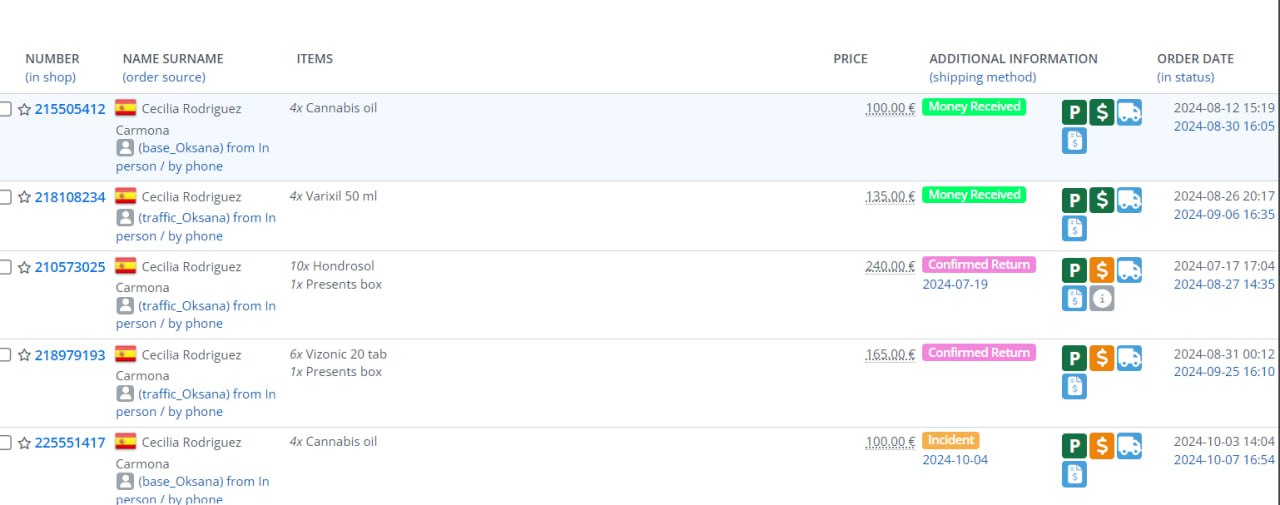 NUMBER NAME SURNAME ITEMS PRICE ADDITIONAL INFORMATION ORDER DATE
(in shop) (order source) (shipping method) (in status)
215505412 Cecilia Rodriguez 4x Cannabis oil 100.00 € Money Received P $ 2024-08-12 15:19
Carmona 2024-08-30 16:05
(base_Oksana) from In
person / by phone
218108234 Cecilia Rodriguez 4x Varixil 50 ml 135.00 € Money Received P $ 2024-08-26 20:17
(traffic_Oksana) from In 2024-09-06 16:35
person / by phone
210573025 Cecilia Rodriguez 10x Hondrosol 240.00 € Confirmed Return P $ 2024-07-17 17:04
Carmona 1x Presents box 2024-07-19 2024-08-27 14:35
(traffic_Oksana) from In
person / by phone
218979193 Cecilia Rodriguez 6x Vizonic 20 tab 165.00 € Confirmed Return P $ 2024-08-31 00:12
Carmona 1x Presents box 2024-09-25 16:10
(traffic_Oksana) from In
person / by phone
225551417 Cecilia Rodriguez 4x Cannabis oil 100.00 € Incident P $ 2024-10-03 14:04
Carmona 2024-10-04 2024-10-07 16:54
(base_Oksana) from In
person / by phone